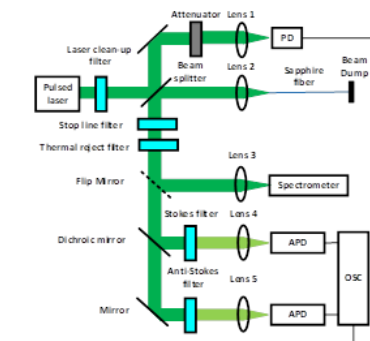 Attenuator
Lens 1
PD
Laser clean-up
filter
Beam
splitter
Lens 2
Sapphire
fiber
Beam
Dump
Pulsed
laser
Stop line filter
Thermal reject filter
Lens 3
Flip Mirror
Spectrometer
Stokes filter
Lens 4
Dichroic mirror
APD
Anti-Stokes
filter
Lens 5
OSC
Mirror
APD